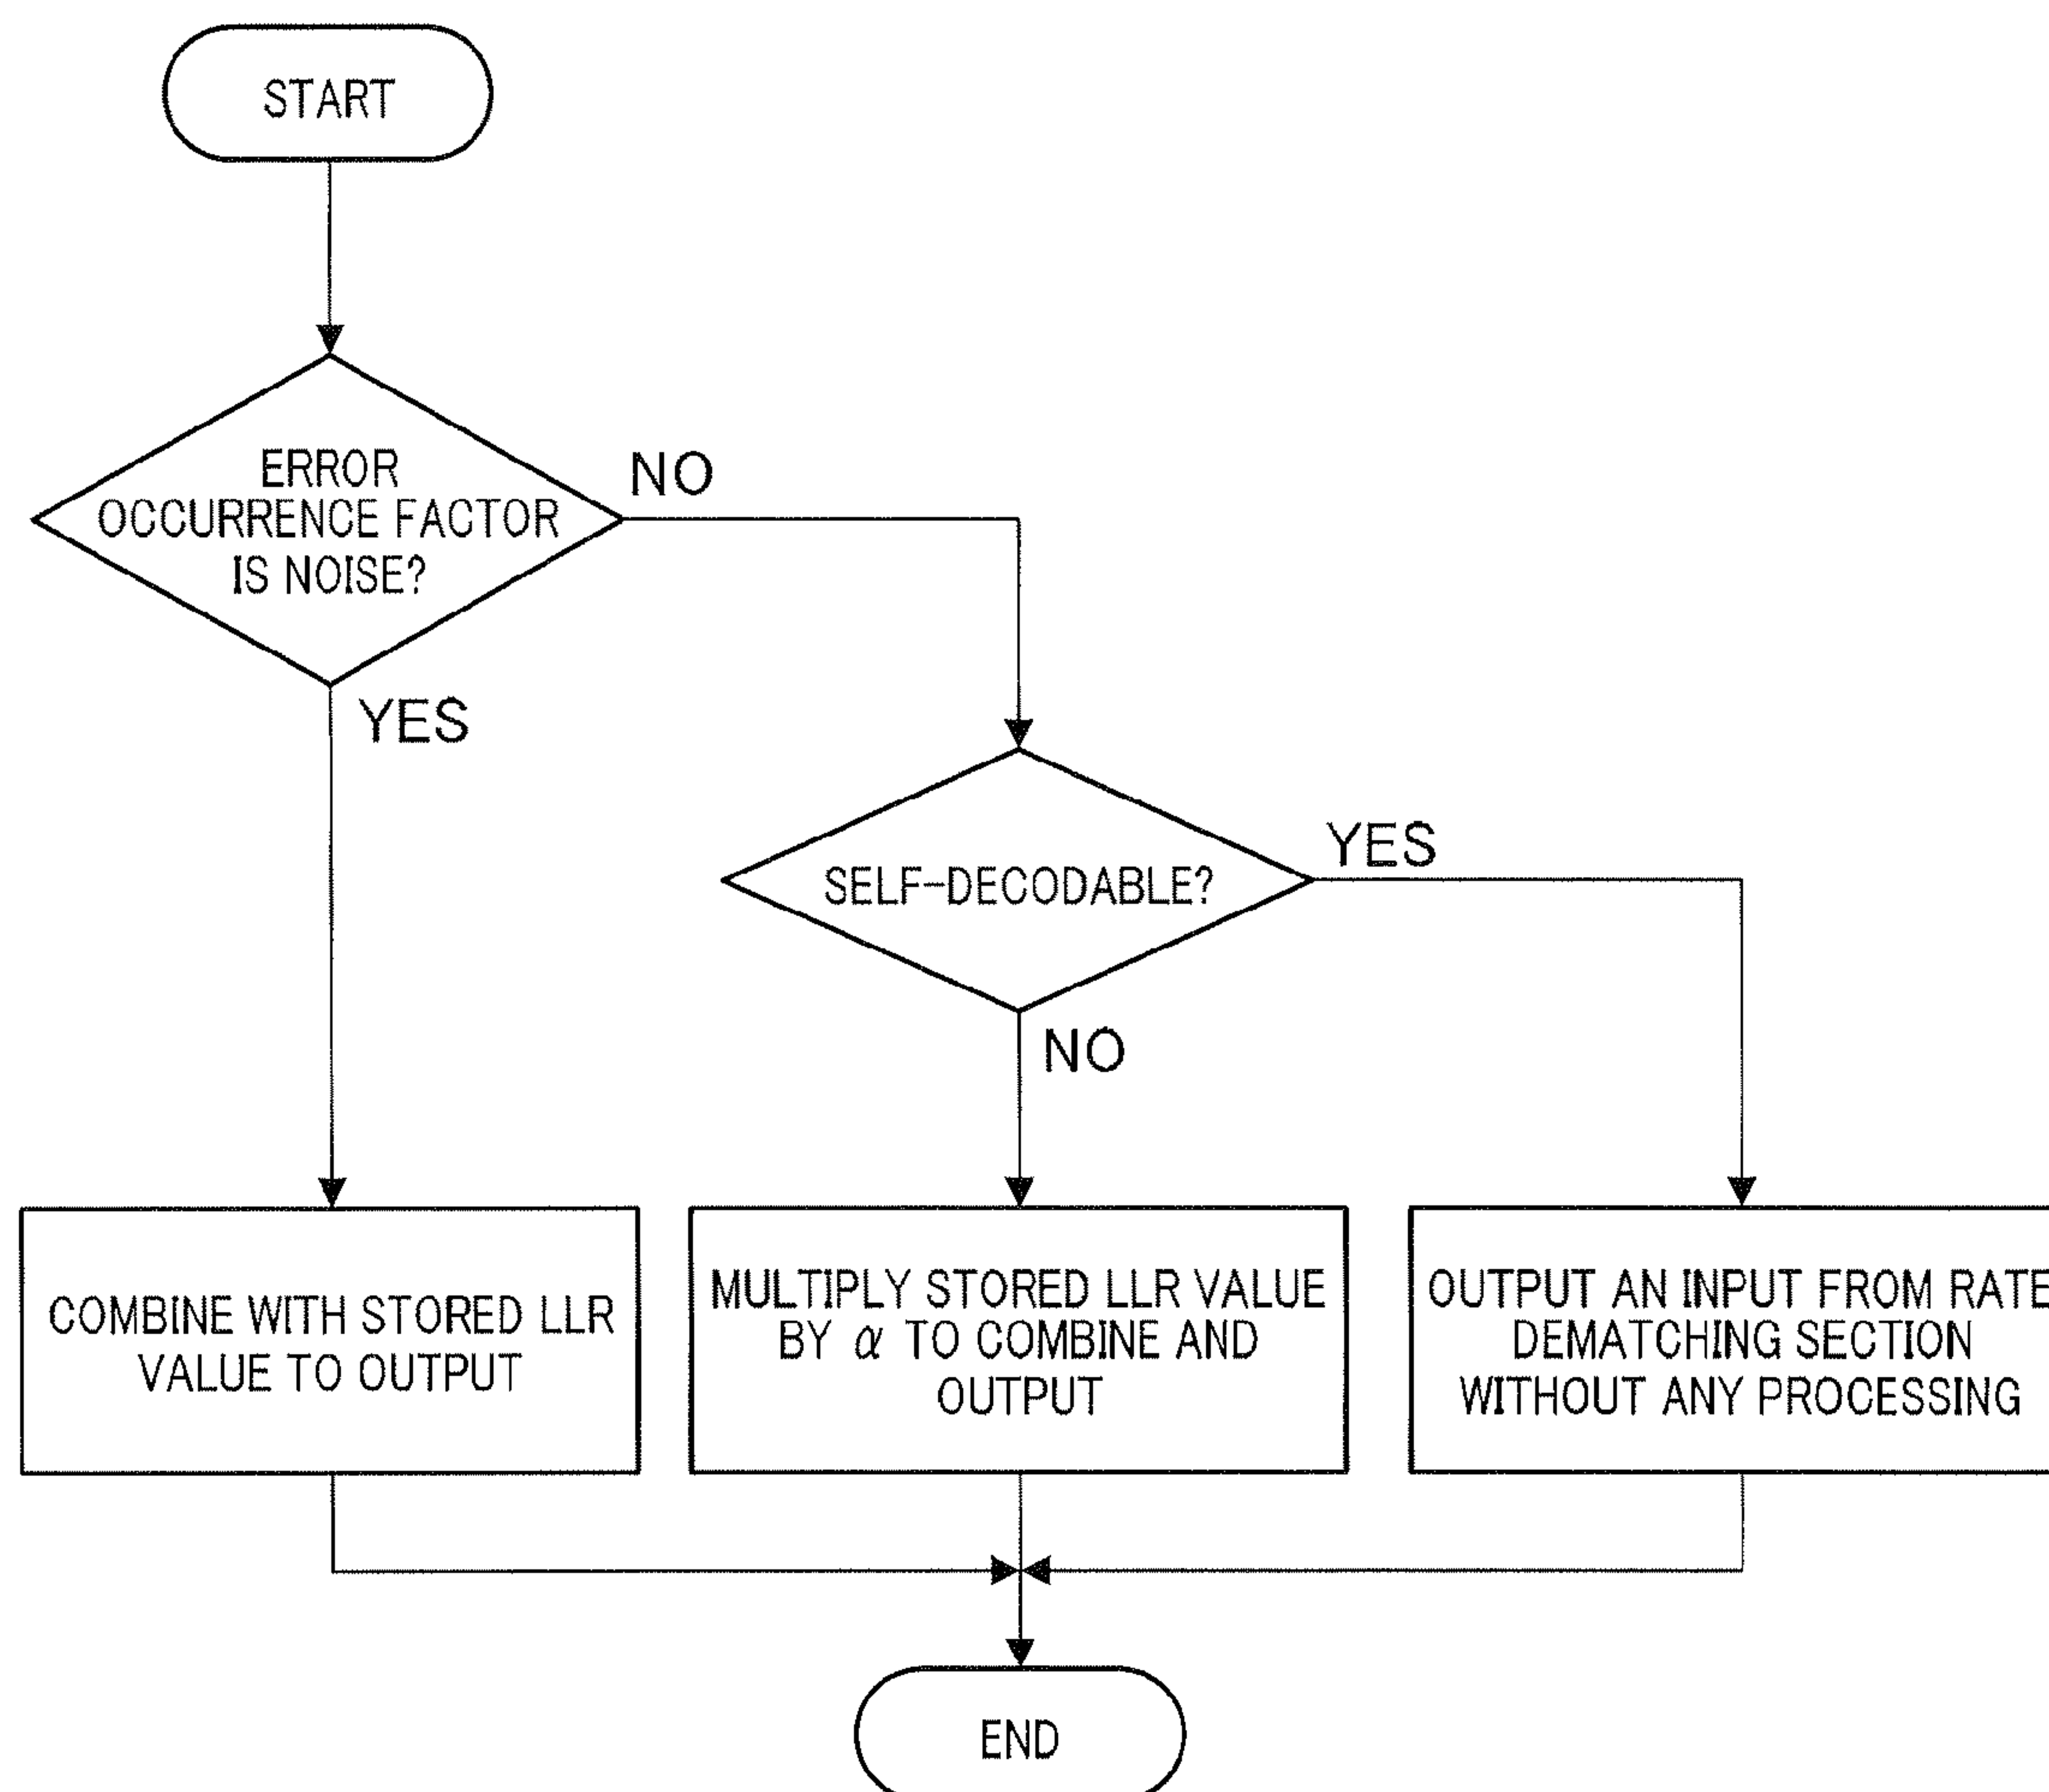 START
ERROR
OCCURRENCE FACTOR
IS NOISE?
NO
YES
SELF-DECODABLE?
YES
NO
COMBINE WITH STORED LLR
VALUE TO OUTPUT
MULTIPLY STORED LLR VALUE
BY α TO COMBINE AND
OUTPUT
OUTPUT AN INPUT FROM RATE
DEMATCHING SECTION
WITHOUT ANY PROCESSING
END